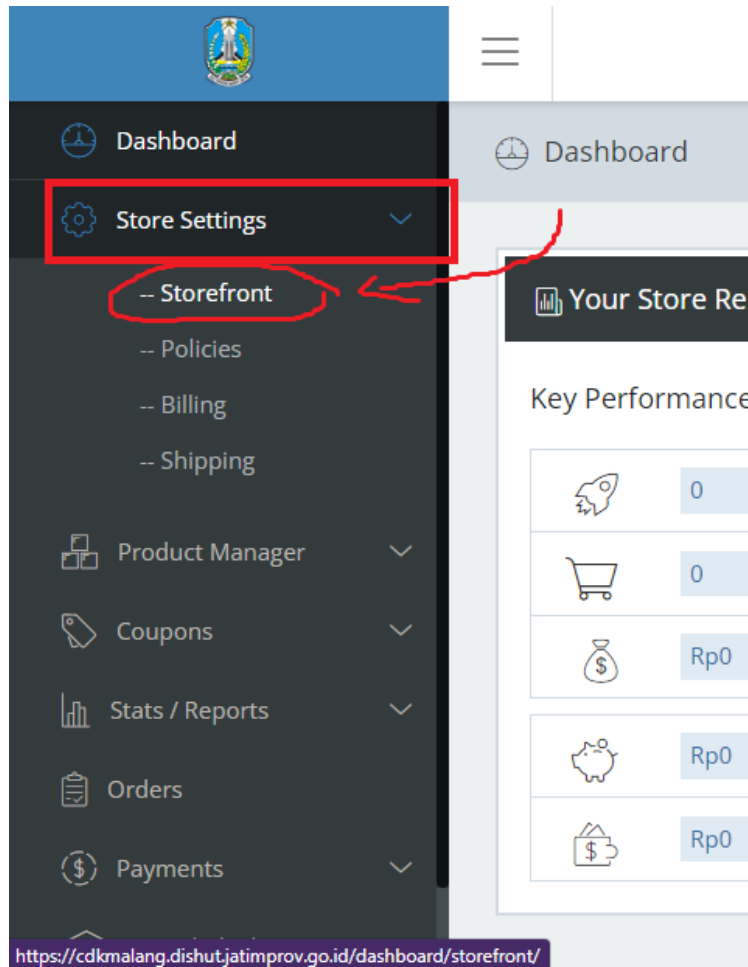 Dashboard
Store Settings
-- Storefront
-- Policies
-- Billing
-- Shipping
Product Manager
Coupons
Stats / Reports
Orders
Payments
https://cdkmalang.dishut.jatimprov.go.id/dashboard/storefront/
Dashboard
Your Store Re
Key Performance
0
0
Rp0
Rp0
Rp0